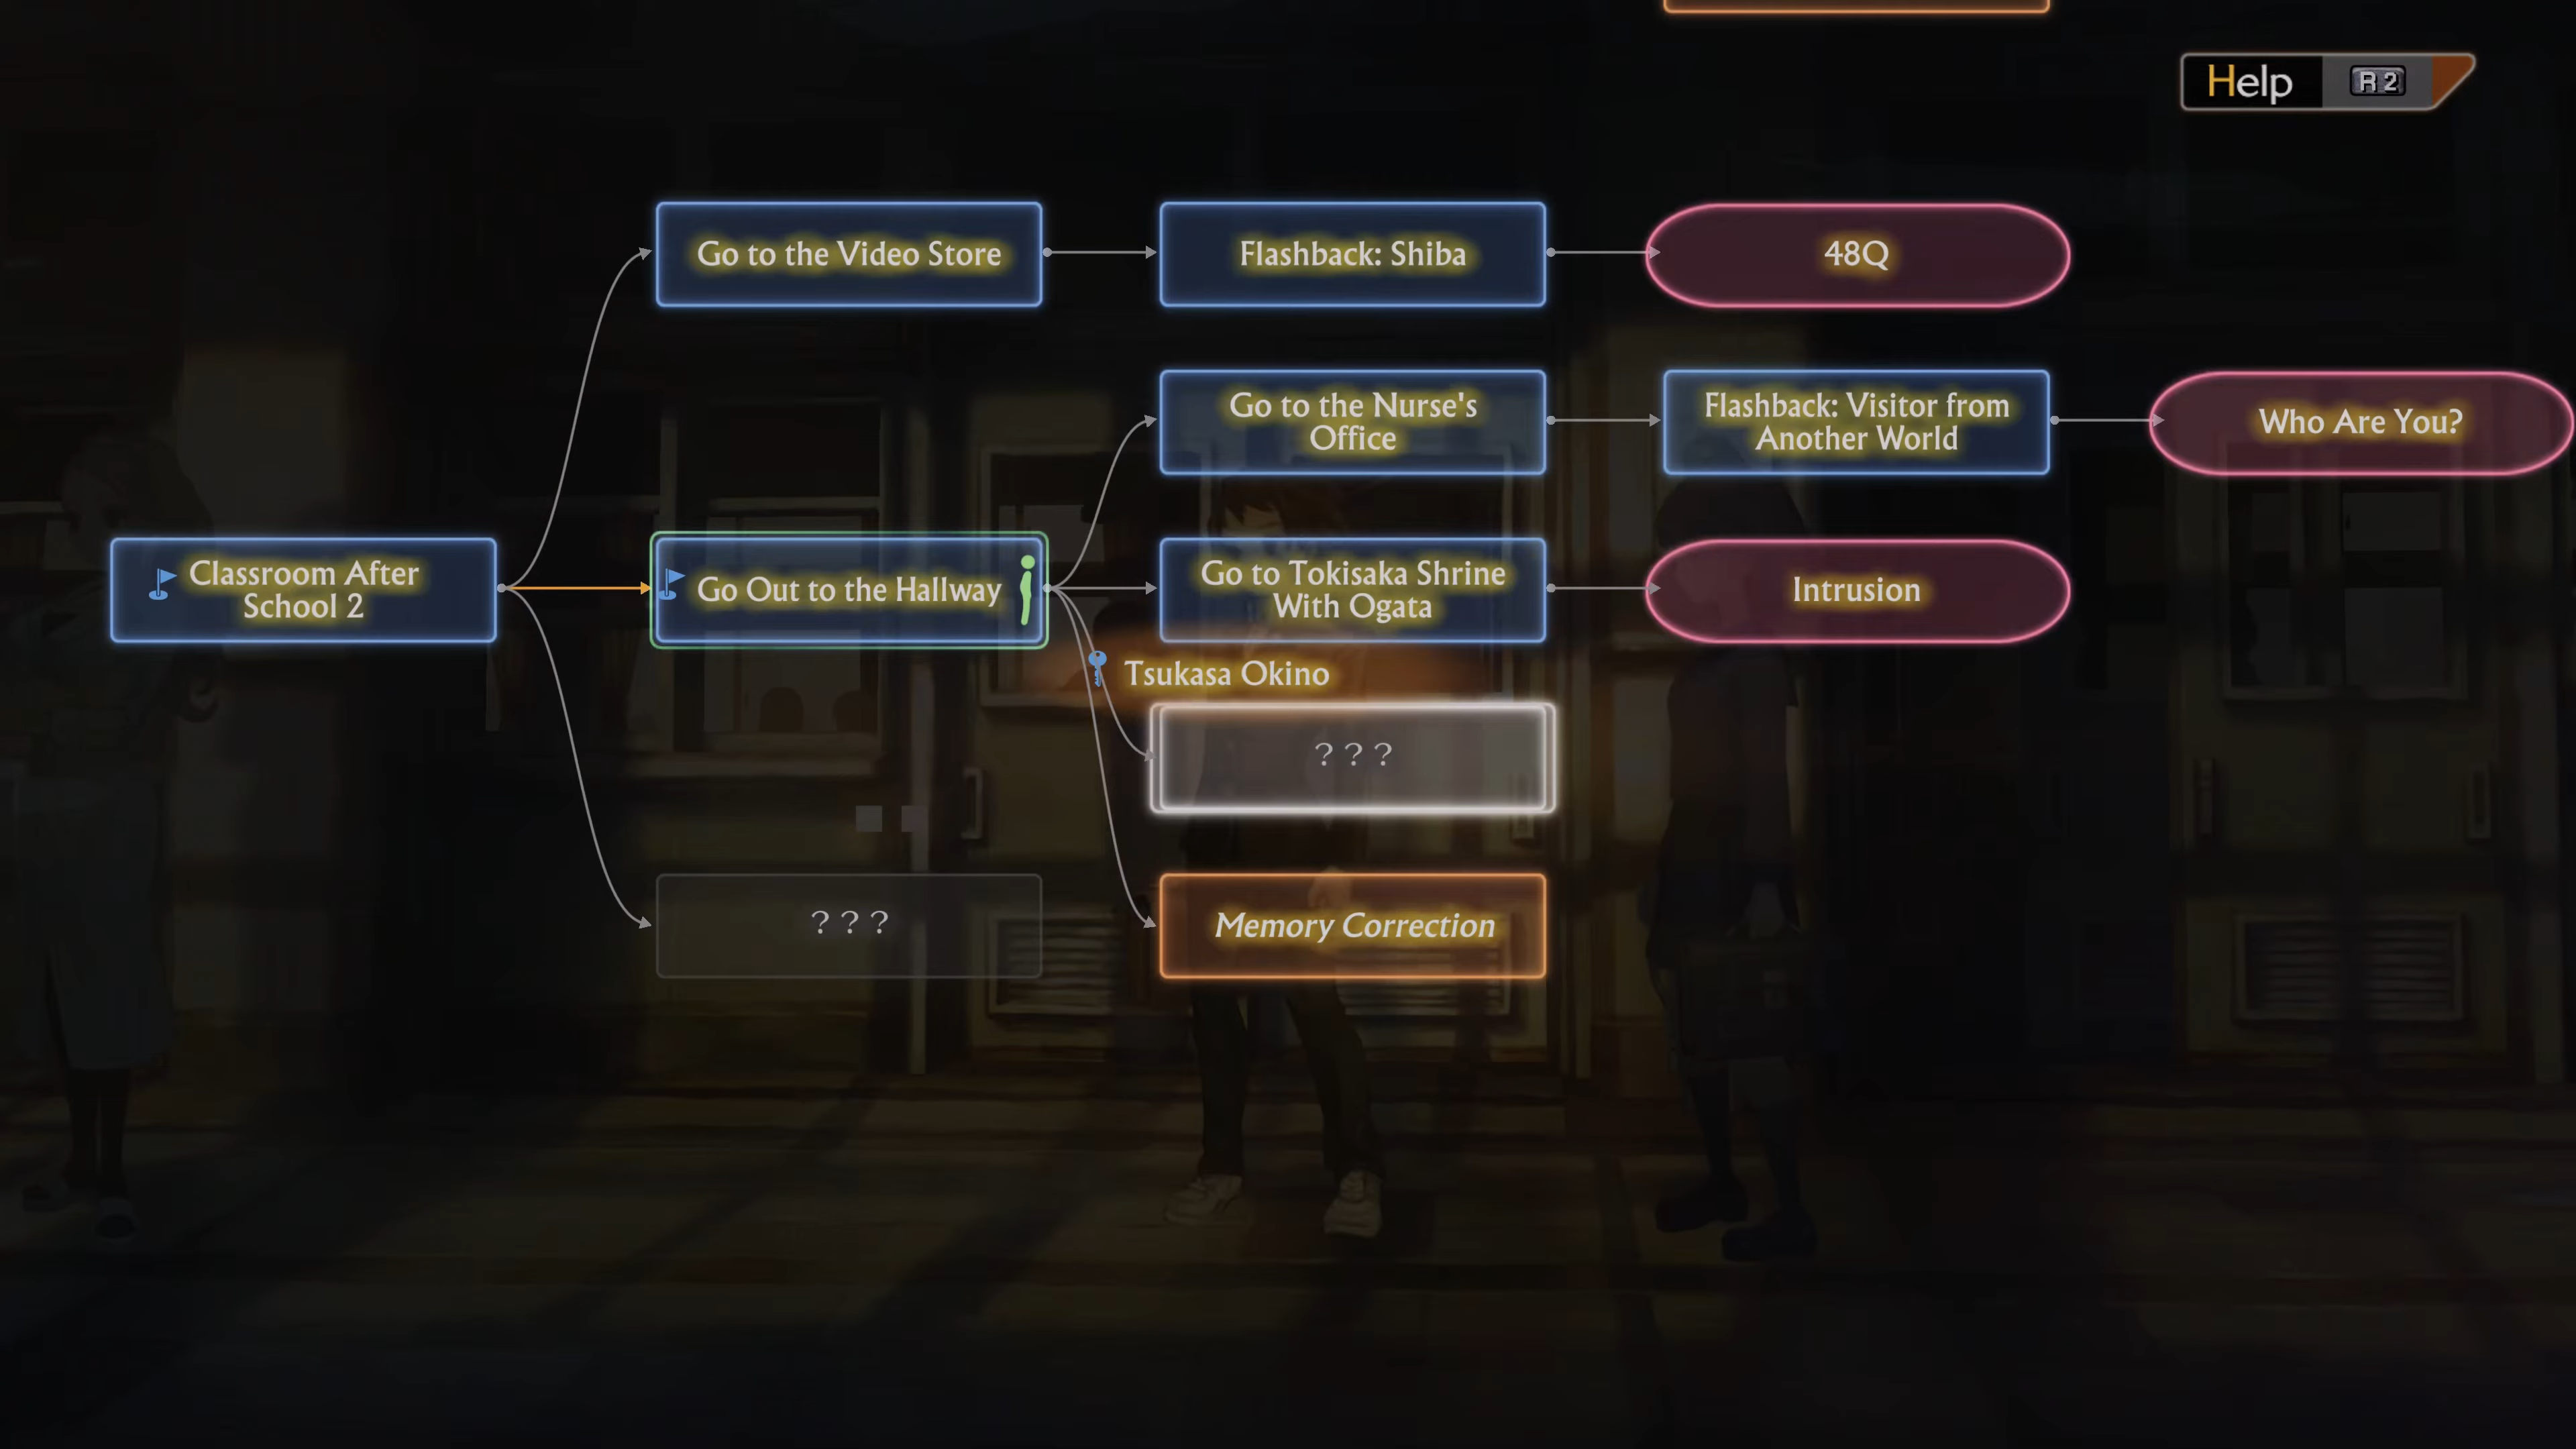 Help R2
Go to the Video Store
Flashback: Shiba
48Q
Go to the Nurse's
Office
Flashback: Visitor from
Another World
Who Are You?
Classroom After
School 2
Go Out to the Hallway
Go to Tokisaka Shrine
With Ogata
Intrusion
Tsukasa Okino
???
???
Memory Correction